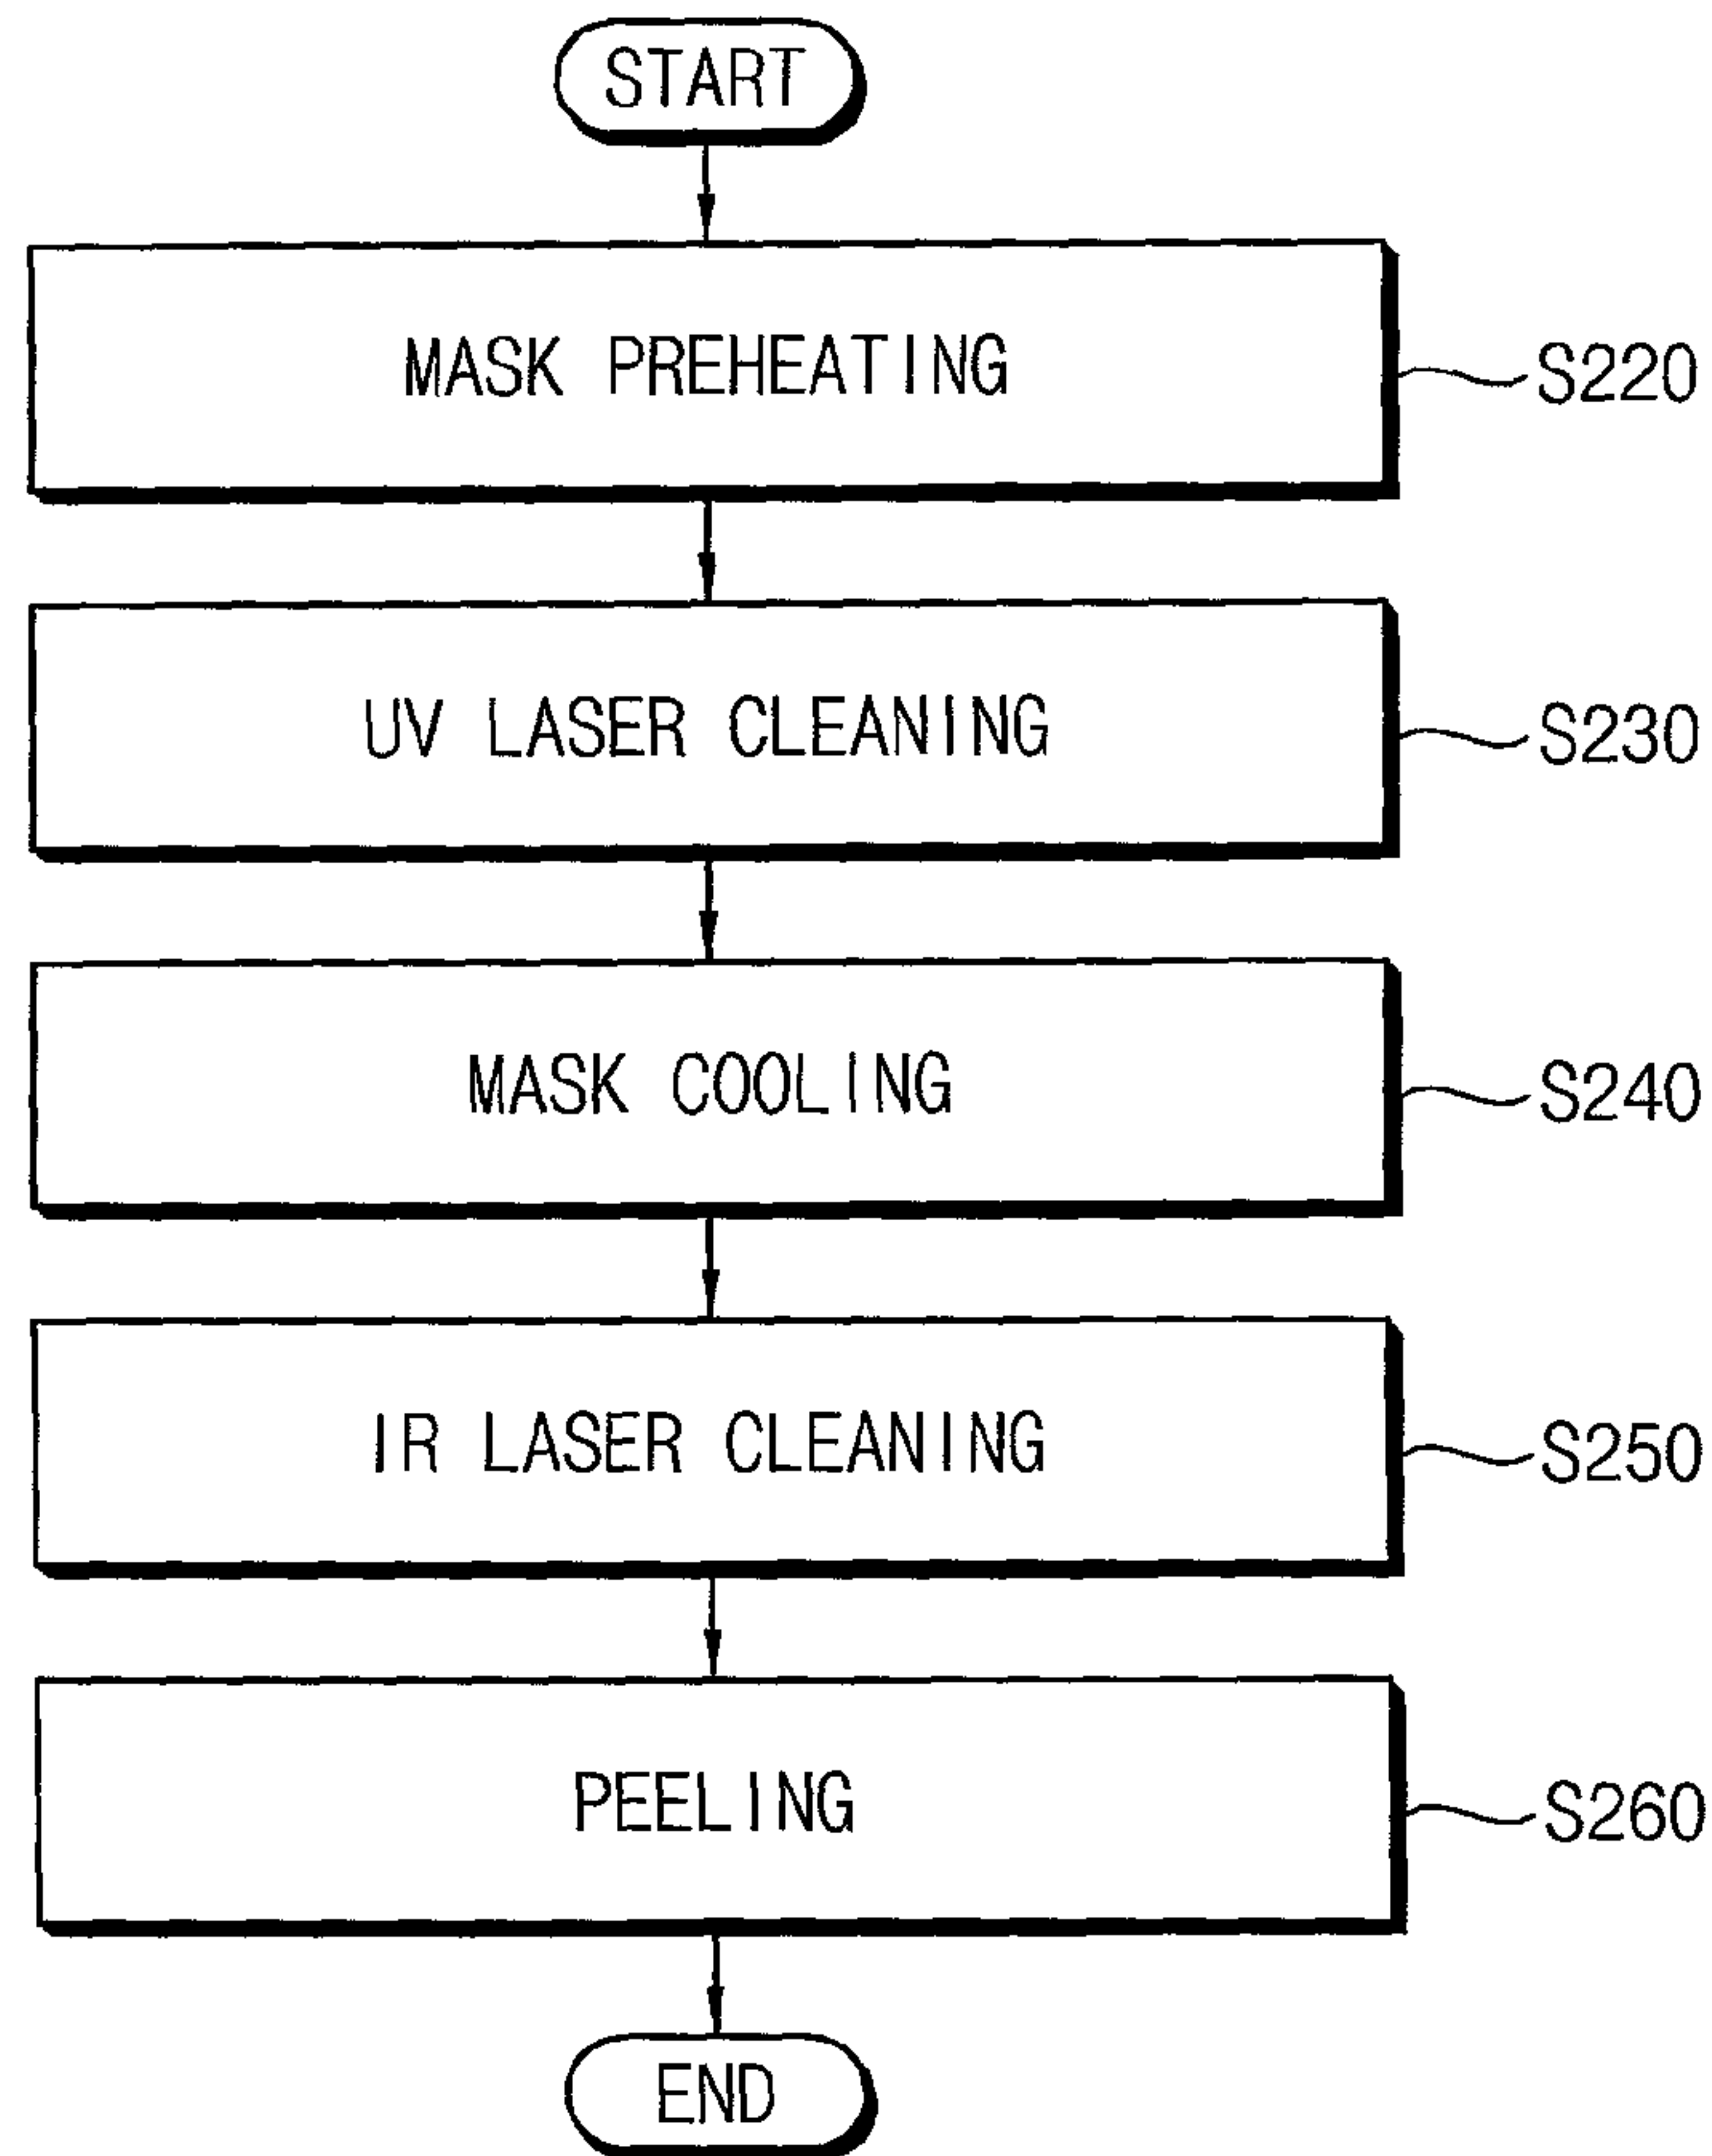 START
MASK PREHEATING
S220
UV LASER CLEANING
S230
MASK COOLING
S240
IR LASER CLEANING
S250
PEELING
S260
END